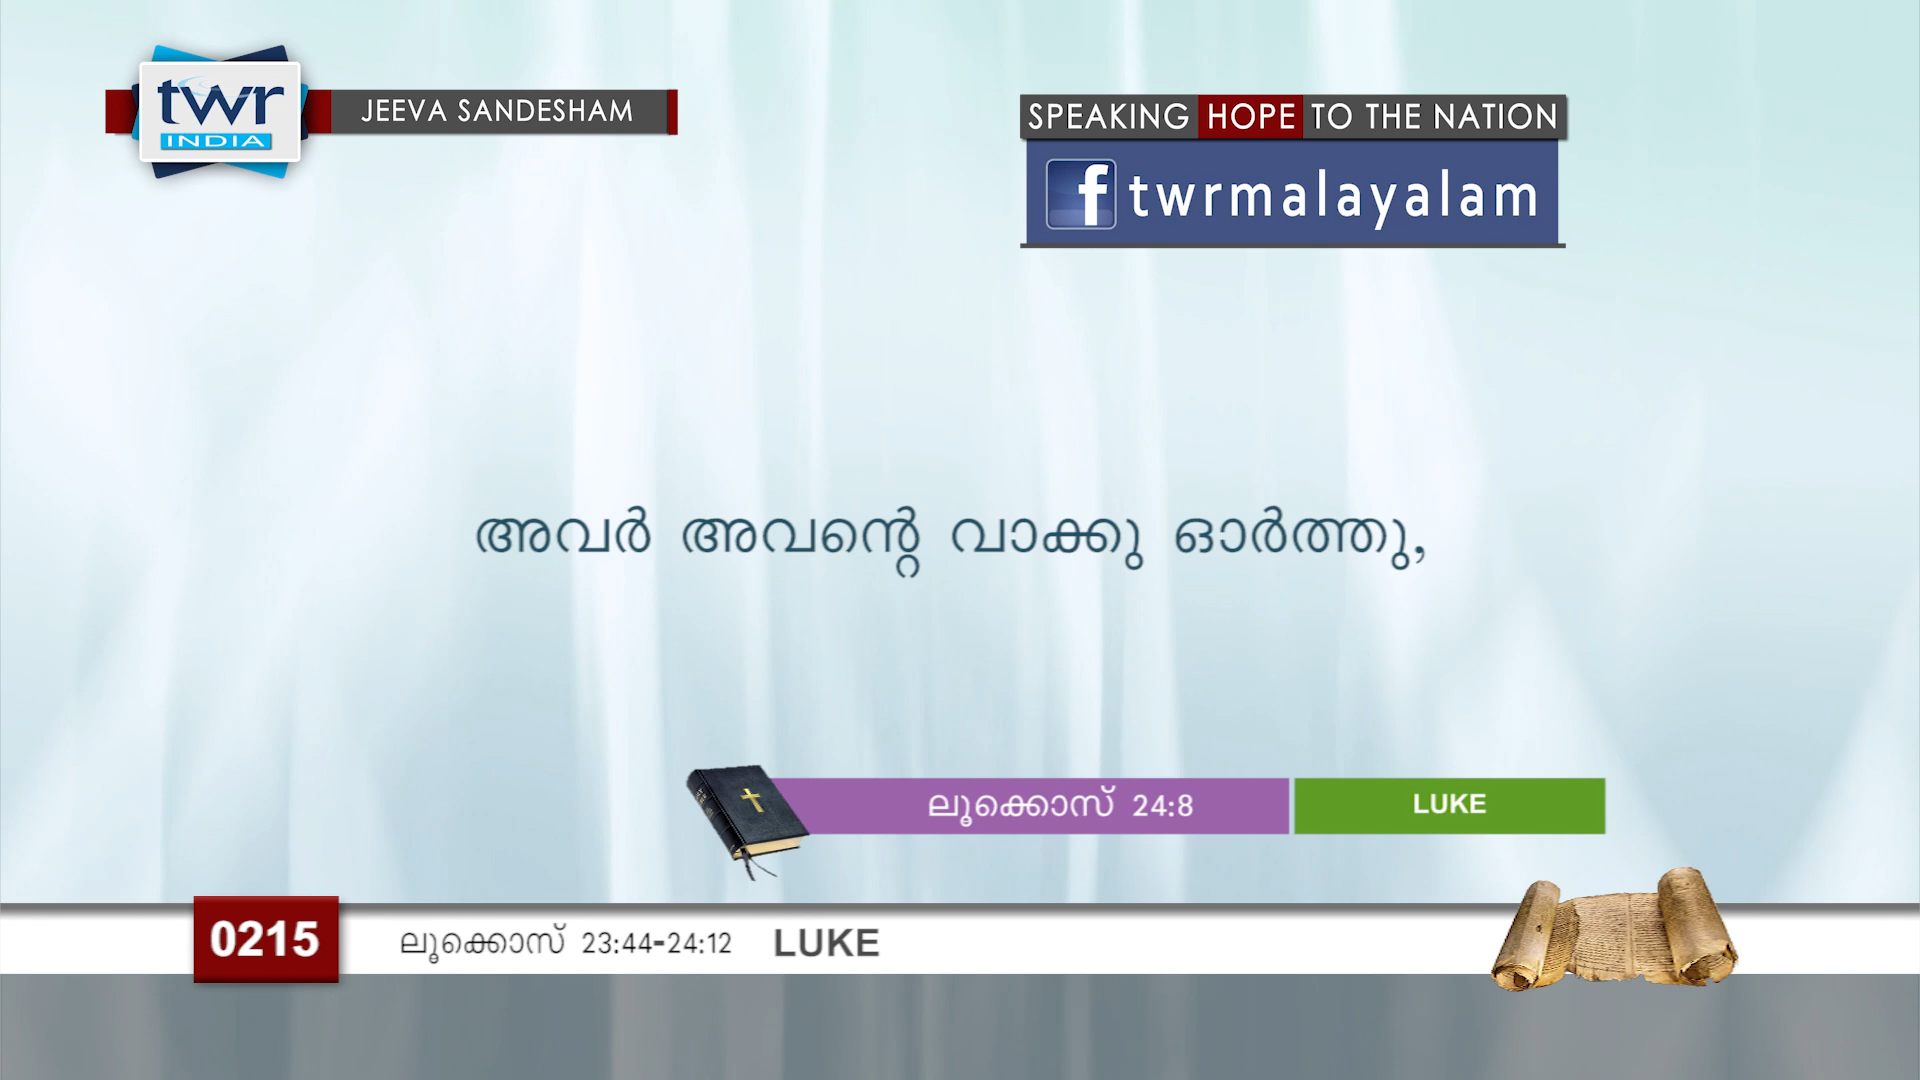 twr
INDIA
JEEVA SANDESHAM
SPEAKING HOPE TO THE NATION
f twrmalayalam
അവർ അവന്റെ വാക്കു ഓർത്തു,
ലൂക്കൊസ് 24:8
LUKE
0215
ലൂക്കൊസ് 23:44-24:12 LUKE